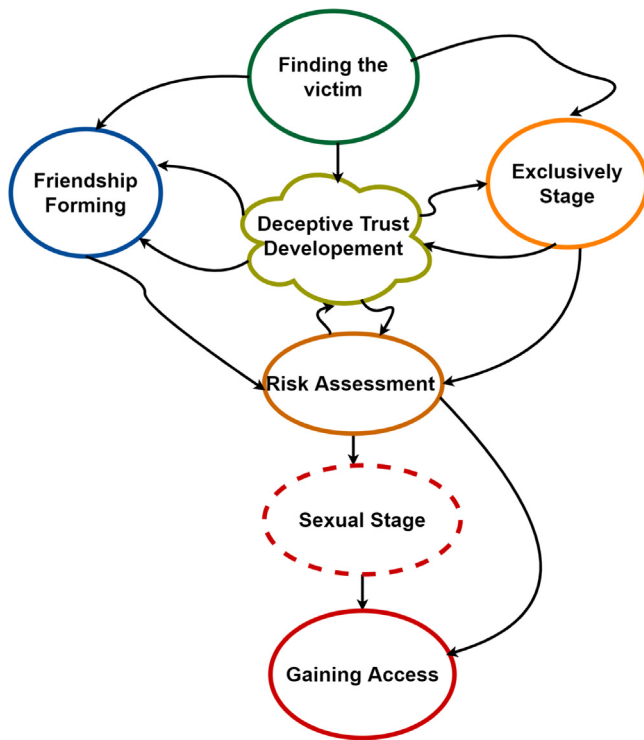 Finding the
victim
Friendship
Forming
Exclusively
Stage
Deceptive Trust
Developement
Risk Assessment
Sexual Stage
Gaining Access